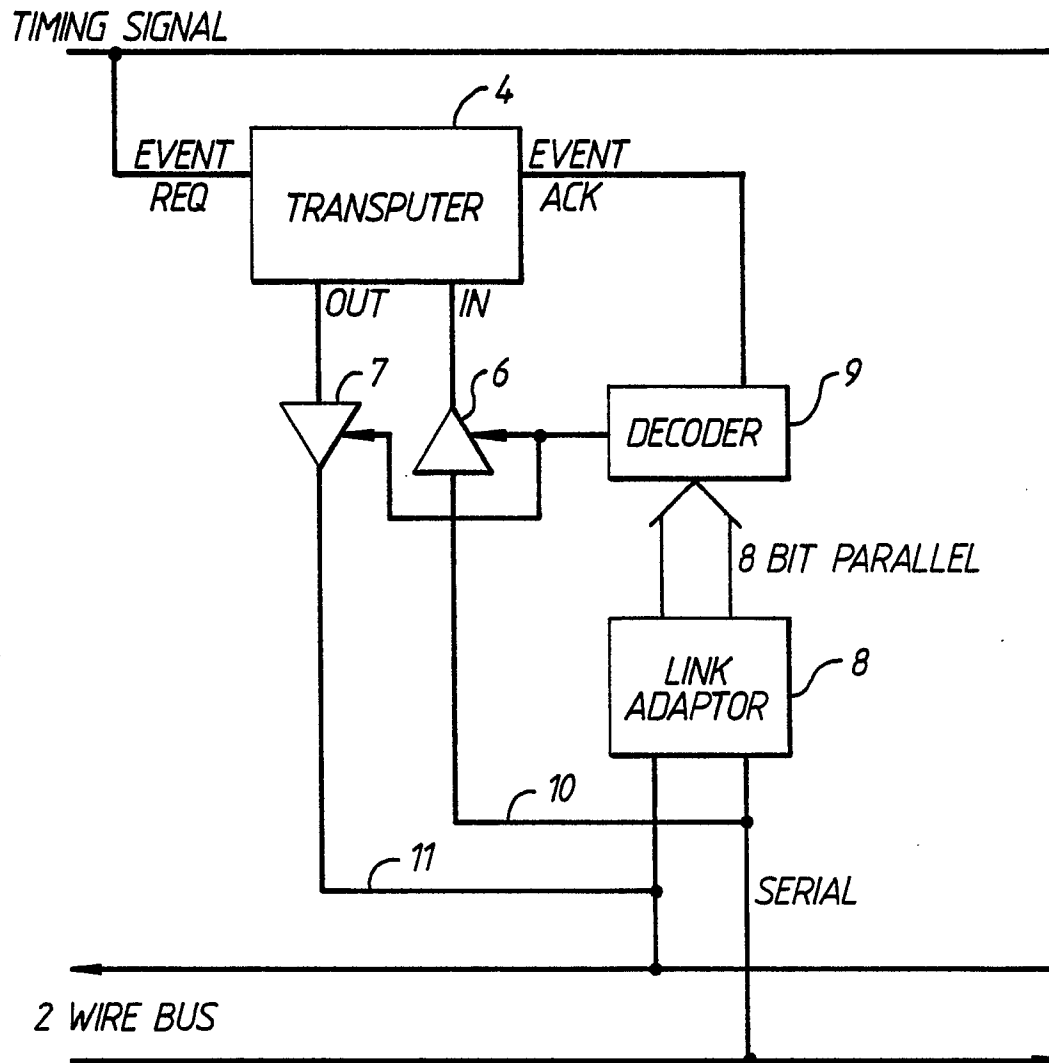 TIMING SIGNAL
4
EVENT
REQ
TRANSPUTER
EVENT
ACK
OUT
IN
7
6
9
DECODER
8 BIT PARALLEL
LINK
ADAPTOR
8
10
11
SERIAL
2 WIRE BUS